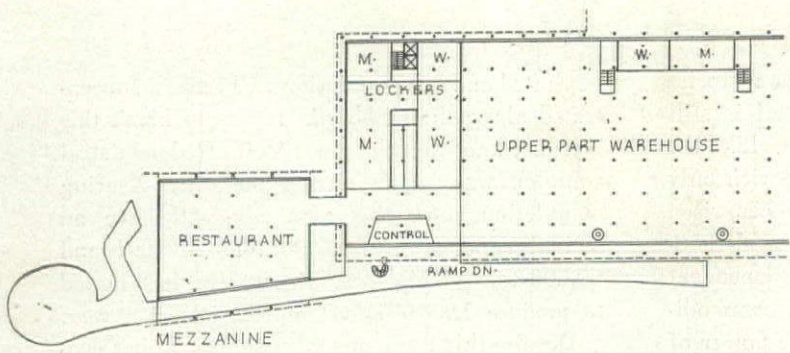 M.
W.
W.
M.
LOCKERS
M.
W.
UPPER PART WAREHOUSE
RESTAURANT
CONTROL
RAMP DN.
MEZZANINE